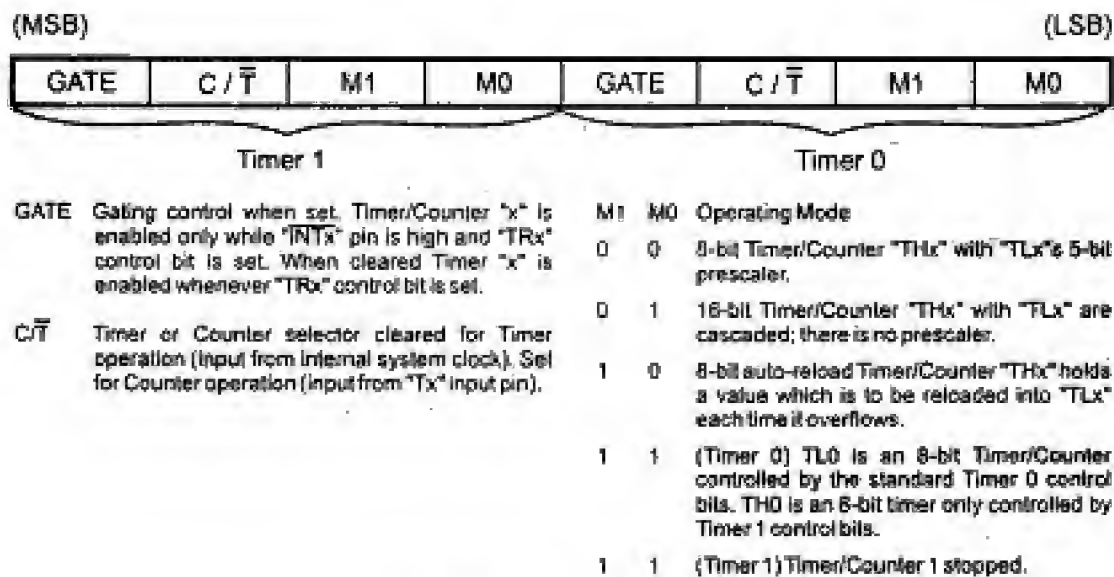 (MSB) (LSB)
GATE C / T̅ M1 M0 GATE C / T̅ M1 M0
Timer 1 Timer 0
GATE Gating control when set. Timer/Counter "x" is
enabled only while "I̅N̅T̅x̅" pin is high and "TRx"
control bit is set. When cleared Timer "x" is
enabled whenever "TRx" control bit is set.
C/T̅ Timer or Counter selector cleared for Timer
operation (input from internal system clock). Set
for Counter operation (input from "Tx" input pin).
M1 M0 Operating Mode
0 0 8-bit Timer/Counter "THx" with "TLx"s 5-bit
prescaler.
0 1 16-bit Timer/Counter "THx" with "TLx" are
cascaded; there is no prescaler.
1 0 8-bit auto-reload Timer/Counter "THx" holds
a value which is to be reloaded into "TLx"
each time it overflows.
1 1 (Timer 0) TL0 is an 8-bit Timer/Counter
controlled by the standard Timer 0 control
bits. TH0 is an 8-bit timer only controlled by
Timer 1 control bits.
1 1 (Timer 1) Timer/Counter 1 stopped.